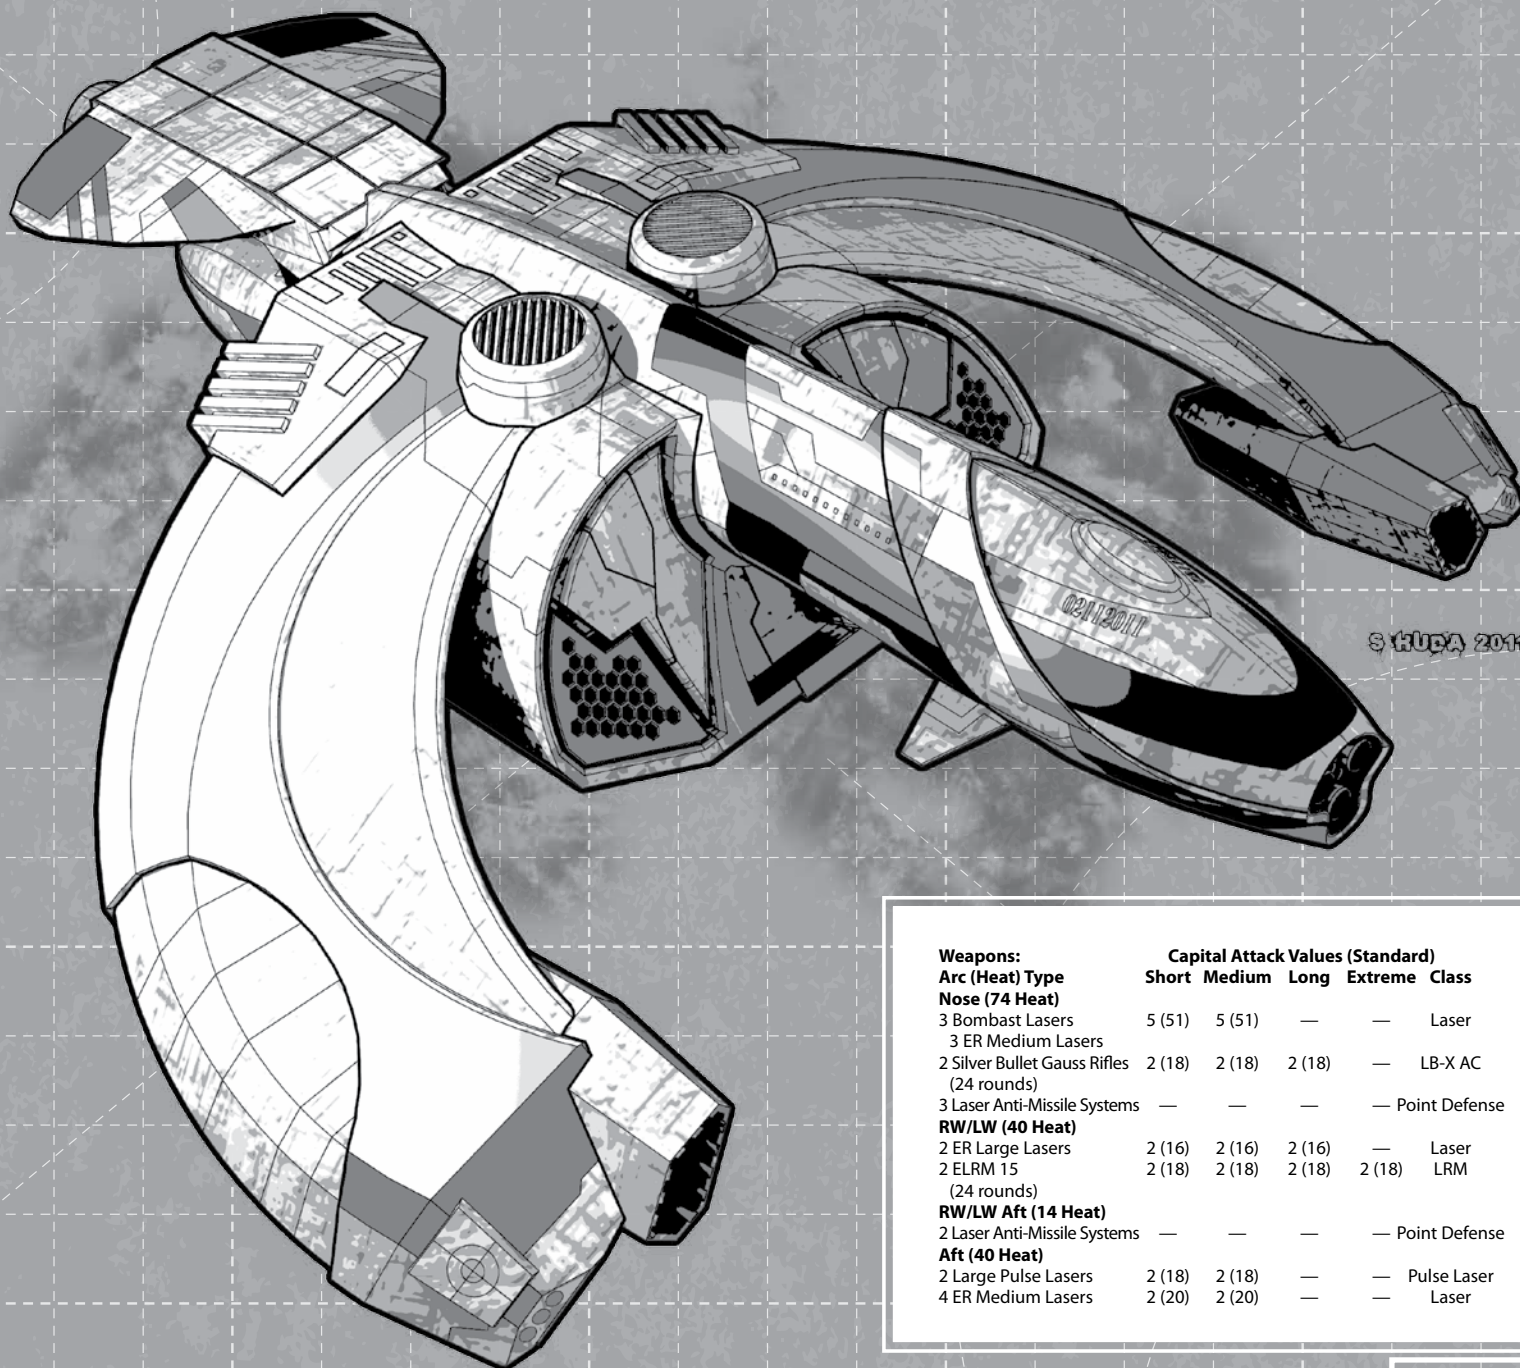 02112011
S HUDA 2011
Weapons: Capital Attack Values (Standard)
Arc (Heat) Type Short Medium Long Extreme Class
Nose (74 Heat)
3 Bombast Lasers 5 (51) 5 (51) — — Laser
3 ER Medium Lasers
2 Silver Bullet Gauss Rifles 2 (18) 2 (18) 2 (18) — LB-X AC
(24 rounds)
3 Laser Anti-Missile Systems — — — — Point Defense
RW/LW (40 Heat)
2 ER Large Lasers 2 (16) 2 (16) 2 (16) — Laser
2 ELRM 15 2 (18) 2 (18) 2 (18) 2 (18) LRM
(24 rounds)
RW/LW Aft (14 Heat)
2 Laser Anti-Missile Systems — — — — Point Defense
Aft (40 Heat)
2 Large Pulse Lasers 2 (18) 2 (18) — — Pulse Laser
4 ER Medium Lasers 2 (20) 2 (20) — — Laser